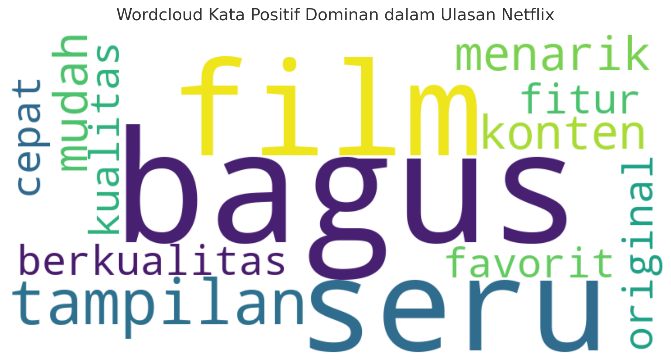 Wordcloud Kata Positif Dominan dalam Ulasan Netflix
film
menarik
fitur
konten
cepat
mudah
kualitas
bagus
berkualitas
favorit
original
tampilan
seru